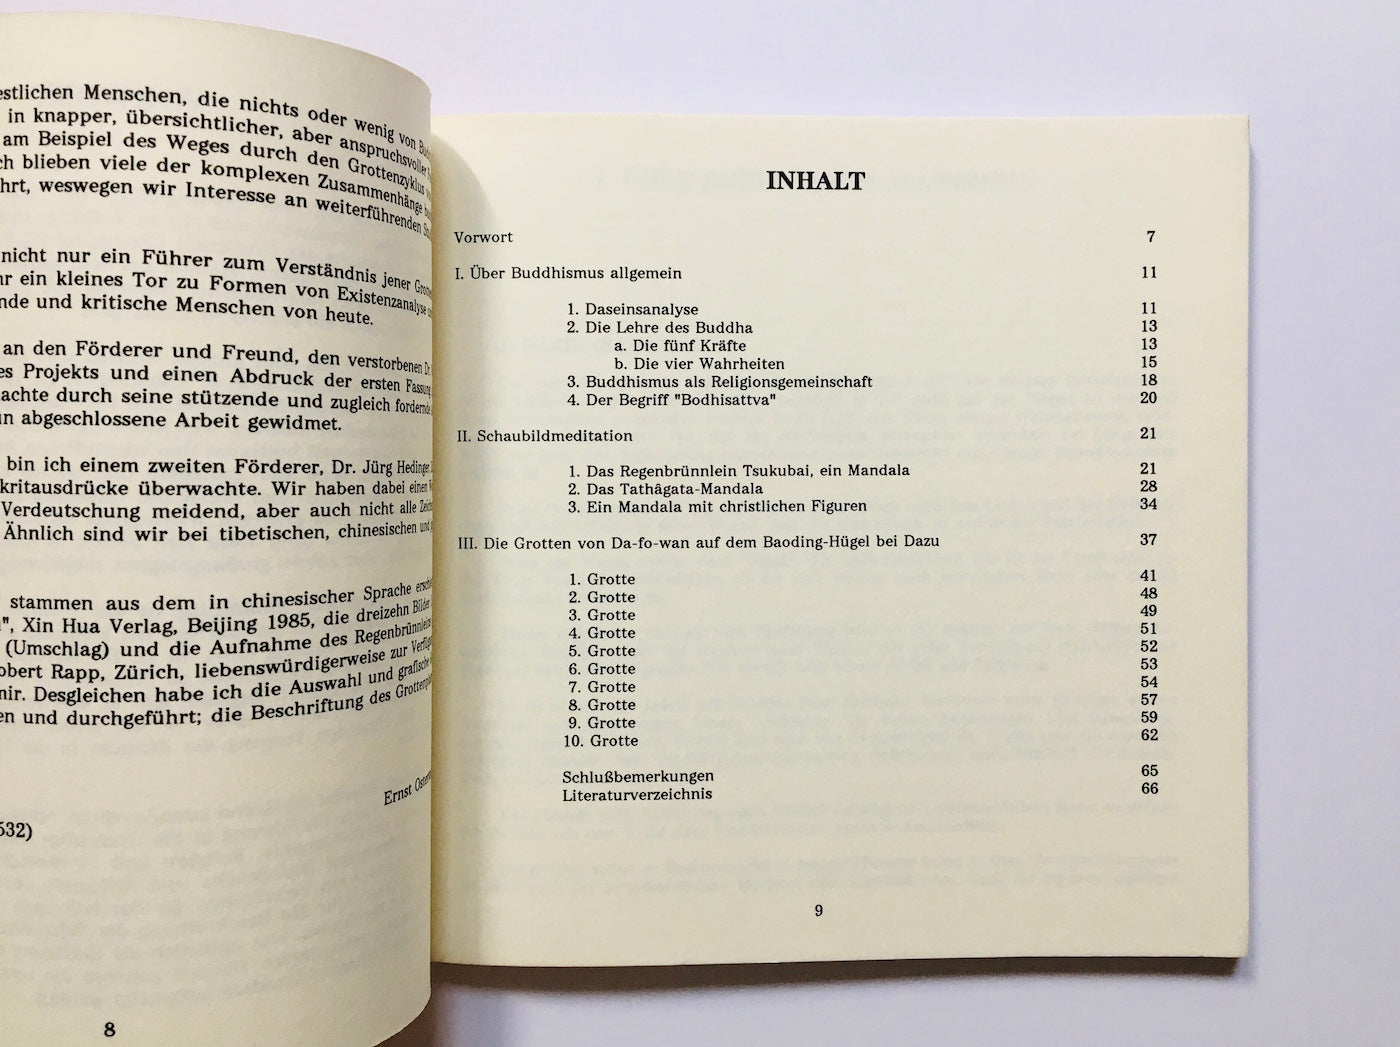 estlichen Menschen, die nichts oder wenig von
in knapper, übersichtlicher, aber anspruchsvoller
am Beispiel des Weges durch den Grottenzyklus
ch blieben viele der komplexen Zusammenhänge
hrt, weswegen wir Interesse an weiterführenden
nicht nur ein Führer zum Verständnis jener
hr ein kleines Tor zu Formen von Existenzanalyse
nde und kritische Menschen von heute.
an den Förderer und Freund, den verstorbenen Dr.
es Projekts und einen Abdruck der ersten Fassung
achte durch seine stützende und zugleich fordernde
un abgeschlossene Arbeit gewidmet.
bin ich einem zweiten Förderer, Dr. Jürg Hedinger
kritausdrücke überwachte. Wir haben dabei einen
Verdeutschung meidend, aber auch nicht alle
Ähnlich sind wir bei tibetischen, chinesischen und
stammen aus dem in chinesischer Sprache
", Xin Hua Verlag, Beijing 1985, die dreizehn Bilder
(Umschlag) und die Aufnahme des Regenbrünnlein
obert Rapp, Zürich, liebenswürdigerweise zur
mir. Desgleichen habe ich die Auswahl und grafische
en und durchgeführt; die Beschriftung des
Ernst
532)
8
INHALT
Vorwort 7
I. Über Buddhismus allgemein 11
1. Daseinsanalyse 11
2. Die Lehre des Buddha 13
a. Die fünf Kräfte 13
b. Die vier Wahrheiten 15
3. Buddhismus als Religionsgemeinschaft 18
4. Der Begriff "Bodhisattva" 20
II. Schaubildmeditation 21
1. Das Regenbrünnlein Tsukubai, ein Mandala 21
2. Das Tathâgata-Mandala 28
3. Ein Mandala mit christlichen Figuren 34
III. Die Grotten von Da-fo-wan auf dem Baoding-Hügel bei Dazu 37
1. Grotte 41
2. Grotte 48
3. Grotte 49
4. Grotte 51
5. Grotte 52
6. Grotte 53
7. Grotte 54
8. Grotte 57
9. Grotte 59
10. Grotte 62
Schlußbemerkungen 65
Literaturverzeichnis 66
9